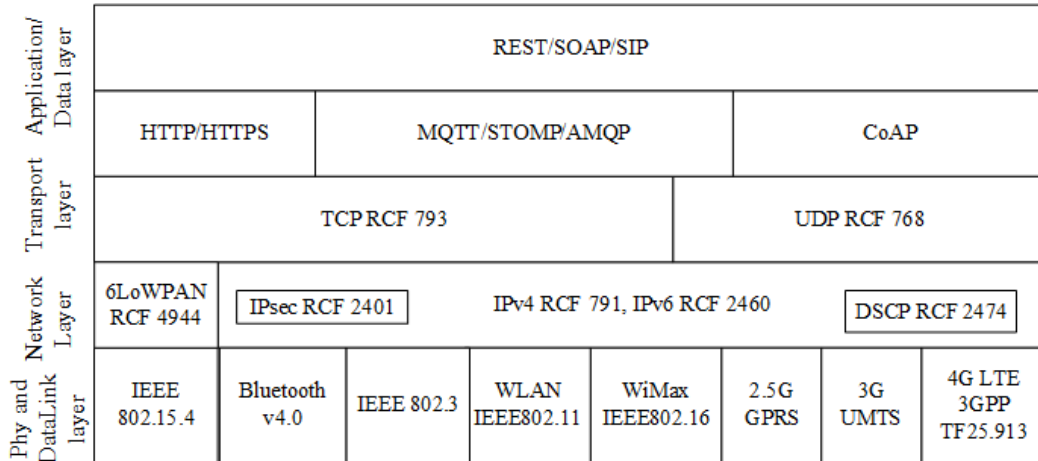 Application/
Data layer
REST/SOAP/SIP
HTTP/HTTPS
MQTT/STOMP/AMQP
CoAP
Transport
layer
TCP RCF 793
UDP RCF 768
Network
Layer
6LoWPAN
RCF 4944
IPsec RCF 2401
IPv4 RCF 791, IPv6 RCF 2460
DSCP RCF 2474
Phy and
DataLink
layer
IEEE
802.15.4
Bluetooth
v4.0
IEEE 802.3
WLAN
IEEE802.11
WiMax
IEEE802.16
2.5G
GPRS
3G
UMTS
4G LTE
3GPP
TF25.913